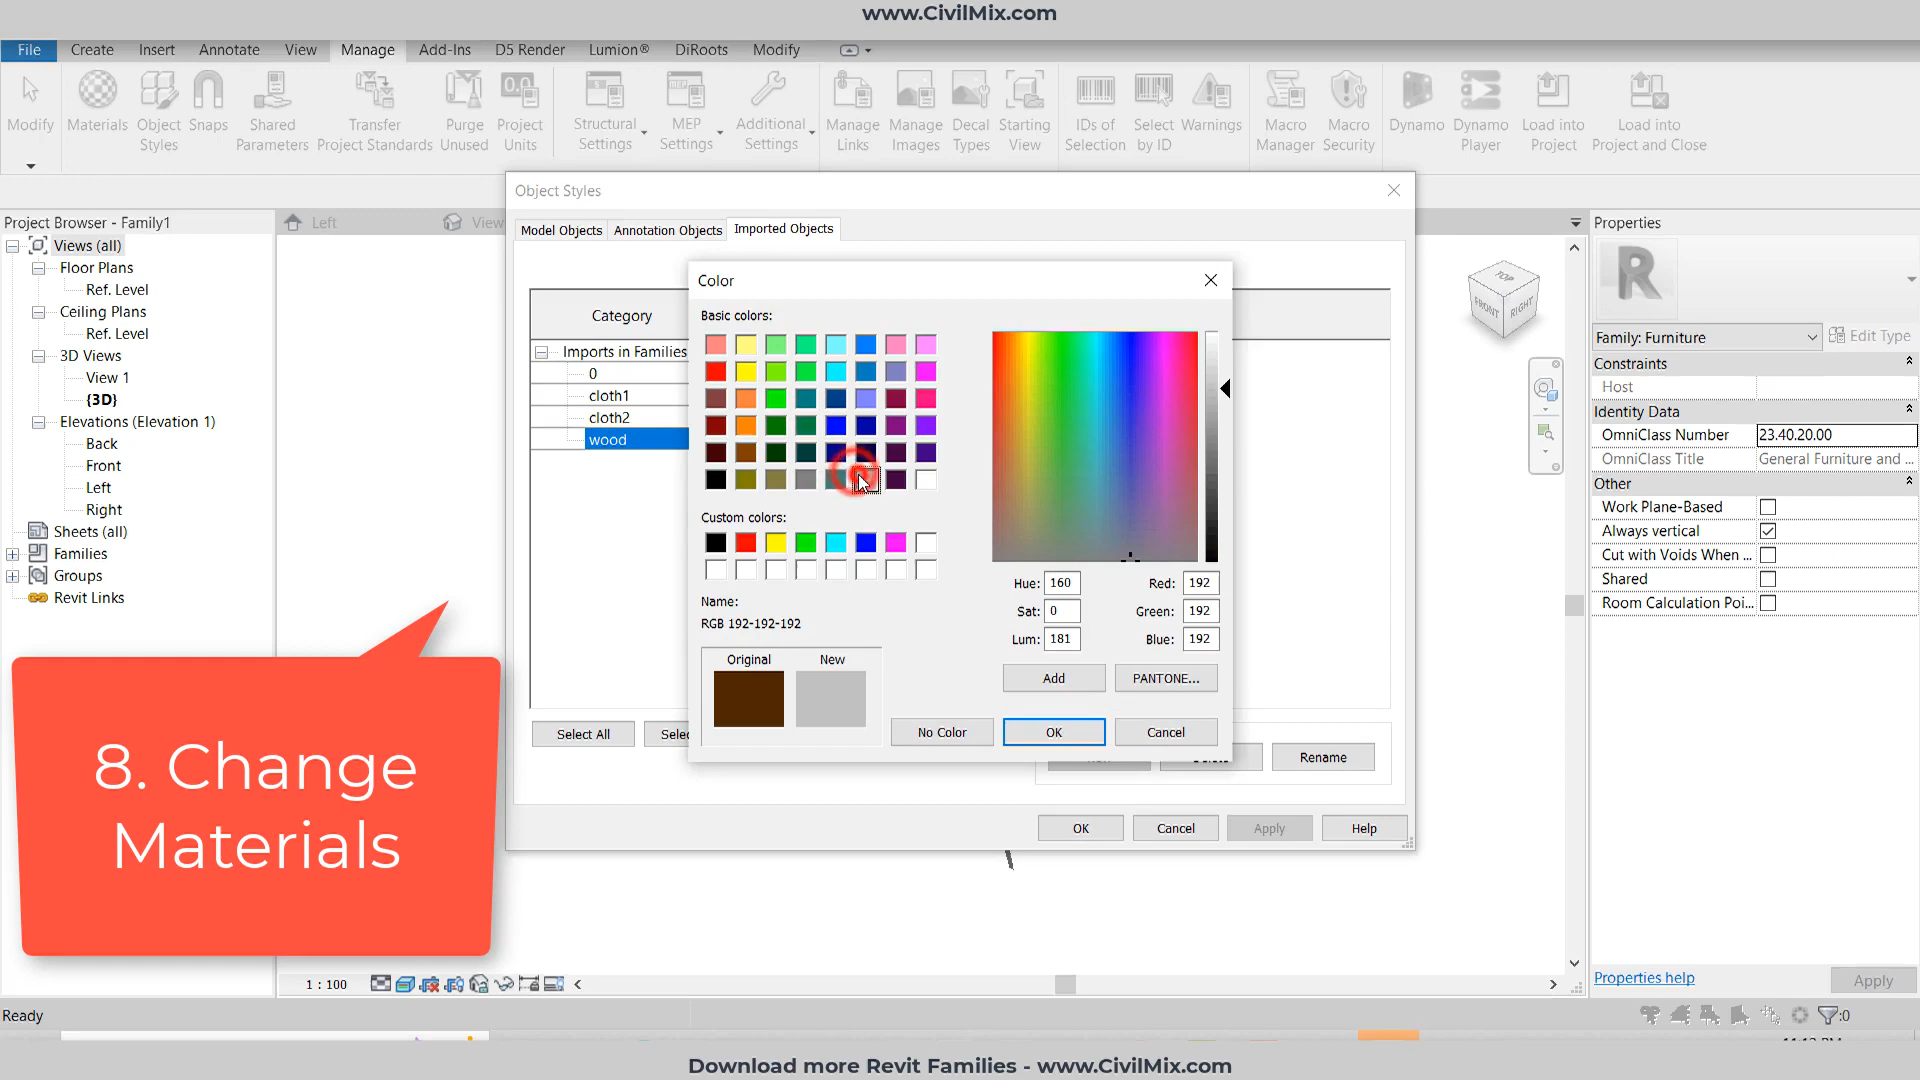 www.CivilMix.com
File Create Insert Annotate View Manage Add-Ins D5 Render Lumion® DiRoots Modify
Modify
Materials
Object Styles
Snaps
Shared Parameters
Transfer Project Standards
Purge Unused
Project Units
Structural Settings
MEP Settings
Additional Settings
Manage Links
Manage Images
Decal Types
Starting View
IDs of Selection
Select by ID
Warnings
Macro Manager
Macro Security
Dynamo
Dynamo Player
Load into Project
Load into Project and Close
Project Browser - Family1
Views (all)
Floor Plans
Ref. Level
Ceiling Plans
Ref. Level
3D Views
View 1
{3D}
Elevations (Elevation 1)
Back
Front
Left
Right
Sheets (all)
Families
Groups
Revit Links
Left
View
Object Styles
Model Objects Annotation Objects Imported Objects
Category
Imports in Families
0
cloth1
cloth2
wood
Select All
Rename
OK Cancel Apply Help
Color
Basic colors:
Custom colors:
Name:
RGB 192-192-192
Original New
Hue: 160 Red: 192
Sat: 0 Green: 192
Lum: 181 Blue: 192
Add PANTONE...
No Color OK Cancel
TOP
FRONT RIGHT
Properties
R
Family: Furniture
Edit Type
Constraints
Host
Identity Data
OmniClass Number 23.40.20.00
OmniClass Title General Furniture and ...
Other
Work Plane-Based
Always vertical
Cut with Voids When ...
Shared
Room Calculation Poi...
Properties help
Apply
8. Change
Materials
1 : 100
Ready
:0
Download more Revit Families - www.CivilMix.com